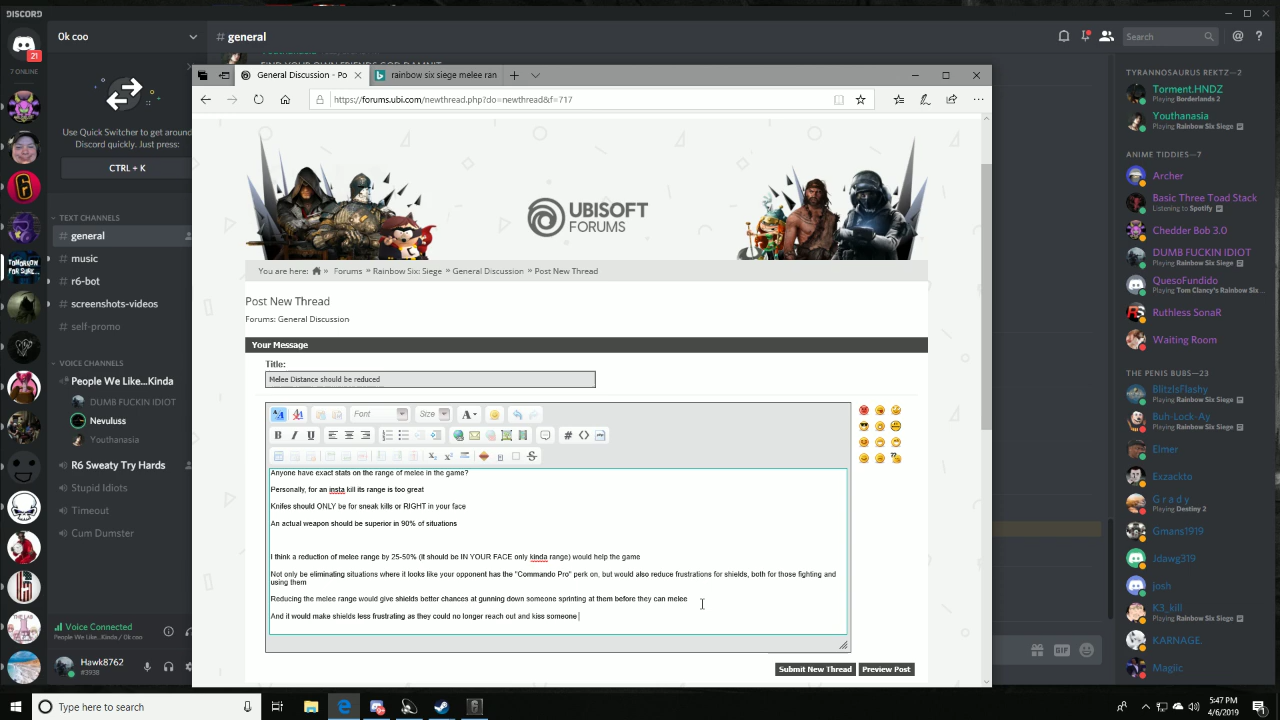 DISCORD
21
7 ONLINE
Ok coo
# general
Search
Use Quick Switcher to get around
Discord quickly. Just press:
CTRL + K
TEXT CHANNELS
# general
# music
# r6-bot
# screenshots-videos
# self-promo
VOICE CHANNELS
People We Like...Kinda
DUMB FUCKIN IDIOT
Nevuluss
Youthanasia
R6 Sweaty Try Hards
Stupid Idiots
Timeout
Cum Dumster
Voice Connected
People We Like...Kinda / Ok coo
Hawk8762
#3938
General Discussion - Po
rainbow six siege melee ran
https://forums.ubi.com/newthread.php?do=newthread&f=717
UBISOFT
FORUMS
You are here: » Forums » Rainbow Six: Siege » General Discussion » Post New Thread
Post New Thread
Forums: General Discussion
Your Message
Title:
Melee Distance should be reduced
Font
Size
B I U
Anyone have exact stats on the range of melee in the game?
Personally, for an insta kill its range is too great
Knifes should ONLY be for sneak kills or RIGHT in your face
An actual weapon should be superior in 90% of situations
I think a reduction of melee range by 25-50% (it should be IN YOUR FACE only kinda range) would help the game
Not only be eliminating situations where it looks like your opponent has the "Commando Pro" perk on, but would also reduce frustrations for shields, both for those fighting and
using them
Reducing the melee range would give shields better chances at gunning down someone sprinting at them before they can melee
And it would make shields less frustrating as they could no longer reach out and kiss someone
Submit New Thread
Preview Post
TYRANNOSAURUS REKTZ—2
Torment.HNDZ
Playing Borderlands 2
Youthanasia
Playing Rainbow Six Siege
ANIME TIDDIES—7
Archer
Basic Three Toad Stack
Listening to Spotify
Chedder Bob 3.0
DUMB FUCKIN IDIOT
Playing Rainbow Six Siege
QuesoFundido
Playing Tom Clancy's Rainbow Six ...
Ruthless SonaR
Waiting Room
THE PENIS BUBS—23
BlitzIsFlashy
Playing Rainbow Six Siege
Buh-Lock-Ay
Playing Rainbow Six Siege
Elmer
Exzackto
G r a d y
Playing Destiny 2
Gmans1919
Jdawg319
josh
K3_kill
Playing Rainbow Six Siege
KARNAGE
Maglic
GIF
Type here to search
5:47 PM
4/6/2019